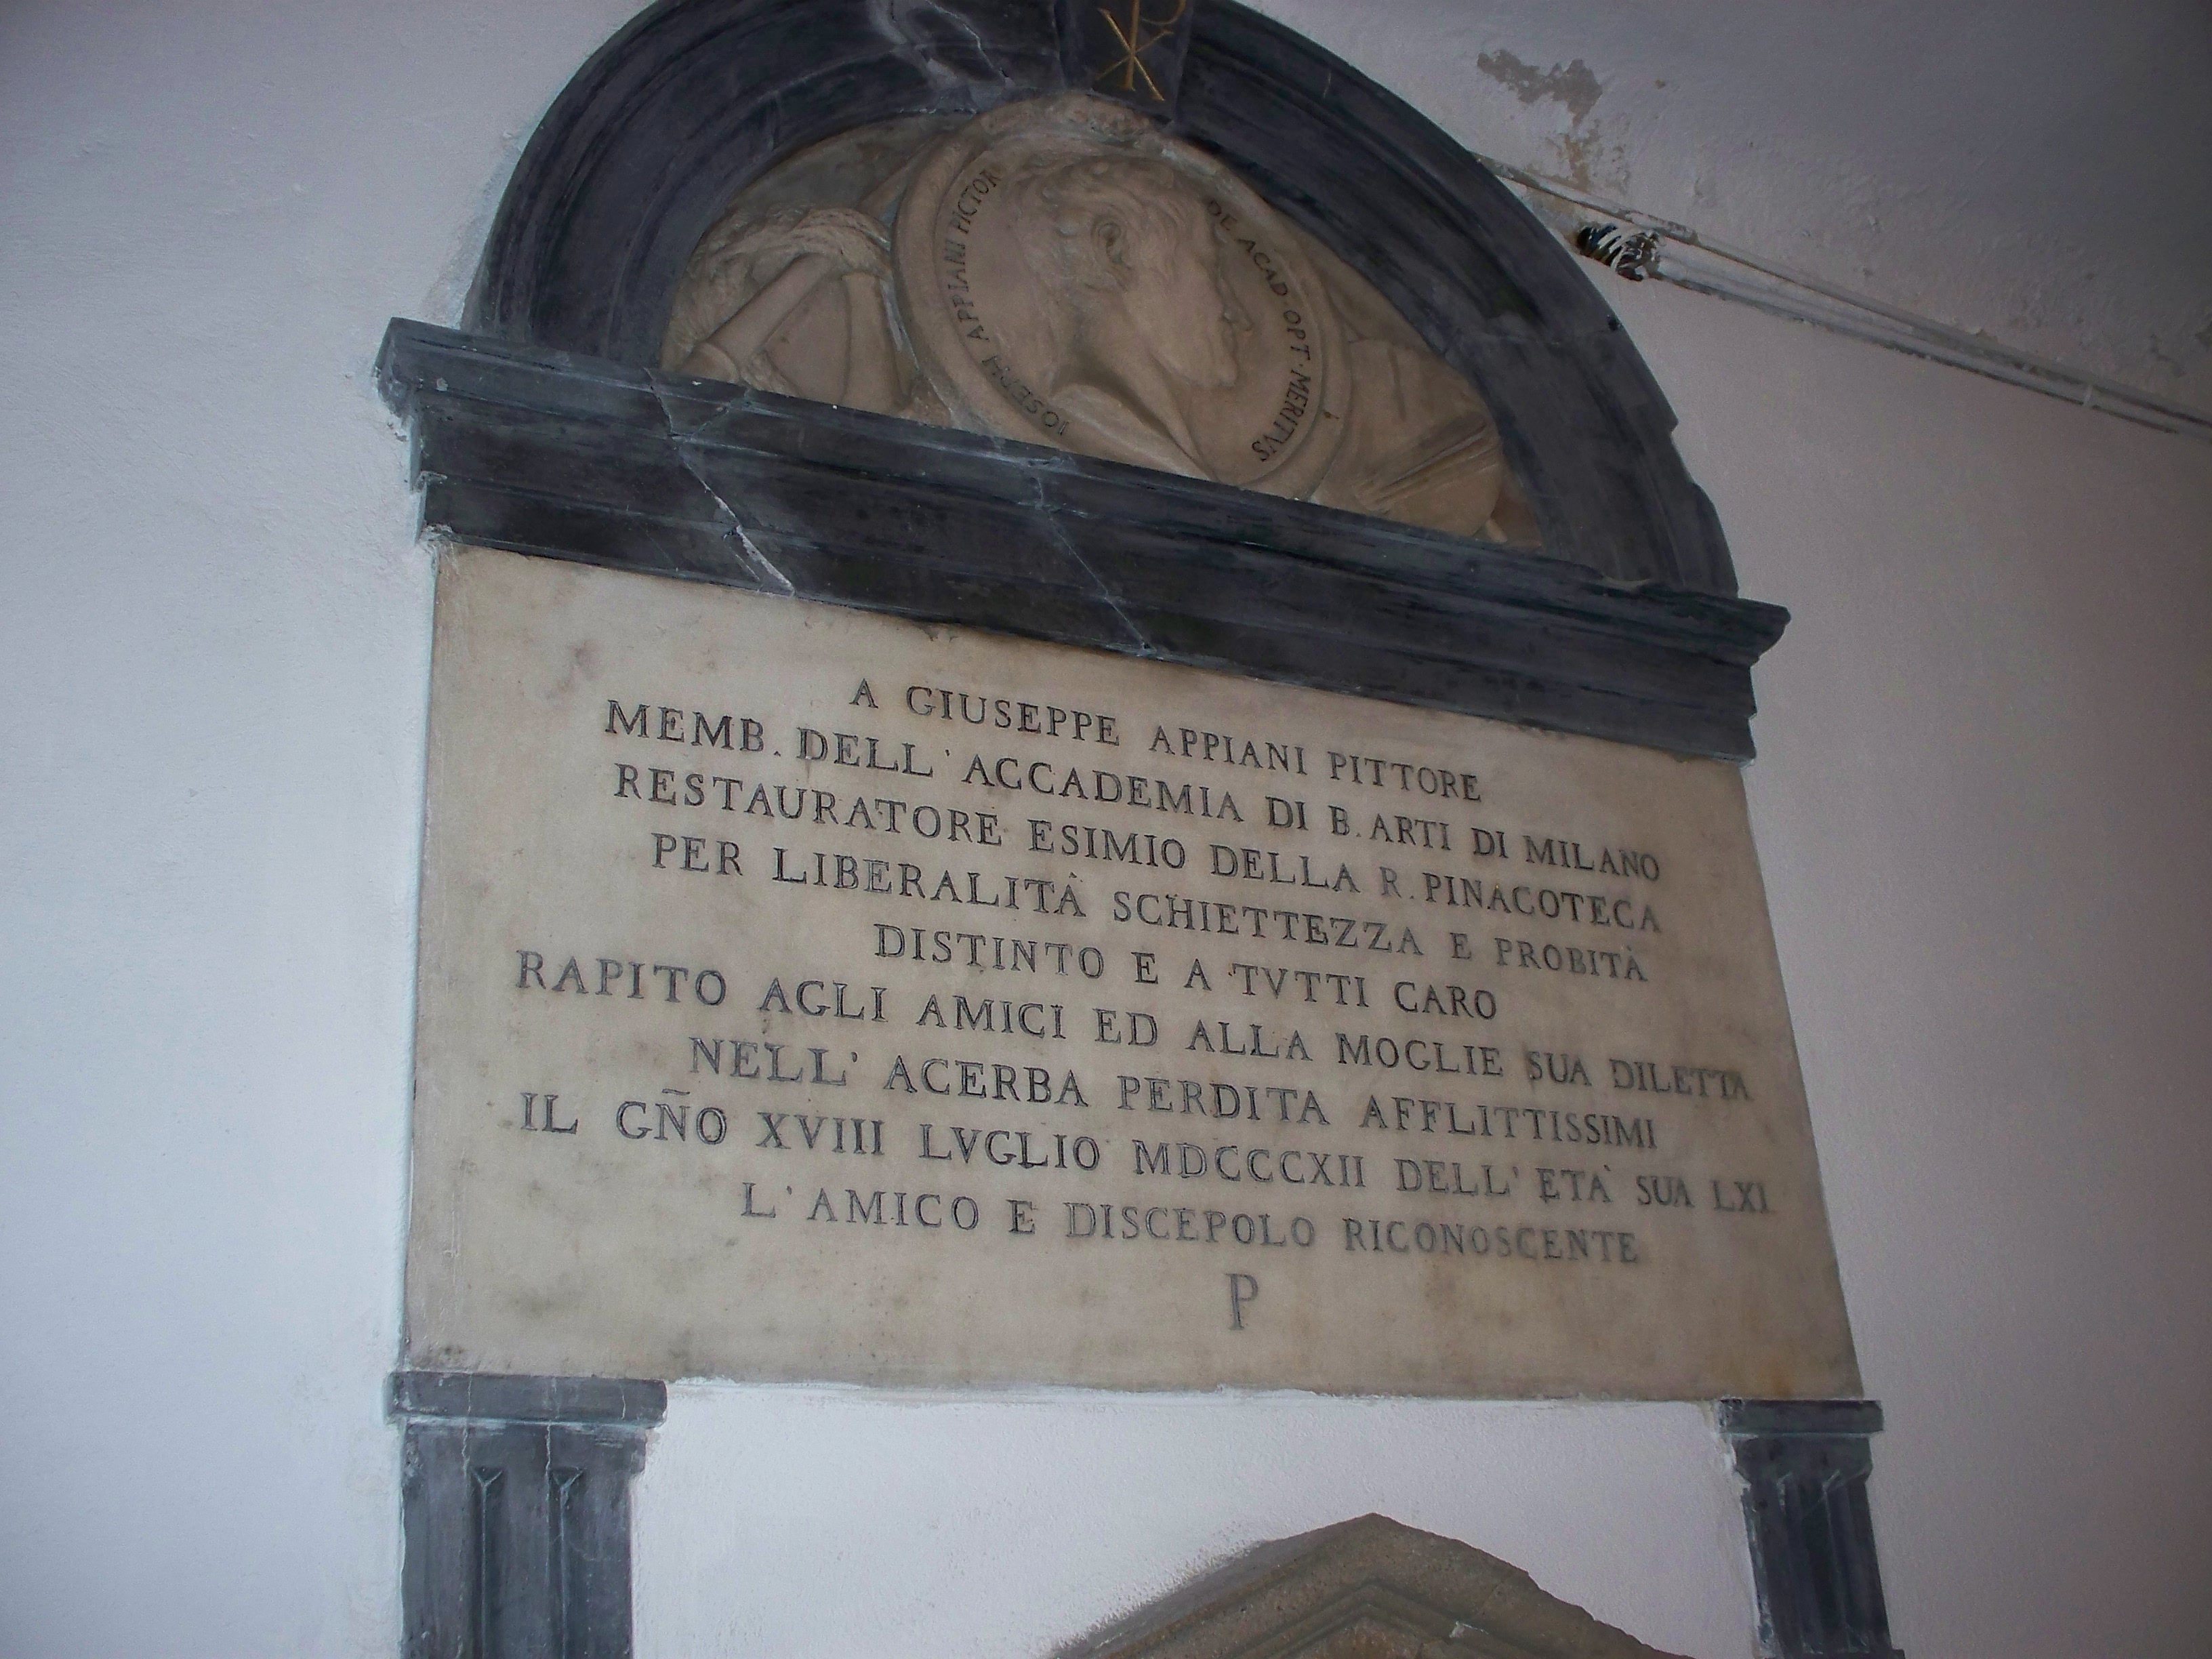 IOSEPH APPIANI PICTOR
DE ACAD·OPT·MERITVS
A GIUSEPPE APPIANI PITTORE
MEMB. DELL' ACCADEMIA DI B. ARTI DI MILANO
RESTAURATORE ESIMIO DELLA R. PINACOTECA
PER LIBERALITÀ SCHIETTEZZA E PROBITÀ
DISTINTO E A TVTTI CARO
RAPITO AGLI AMICI ED ALLA MOGLIE SUA DILETTA
NELL' ACERBA PERDITA AFFLITTISSIMI
IL GÑO XVIII LVGLIO MDCCCXII DELL' ETÀ SUA LXI
L' AMICO E DISCEPOLO RICONOSCENTE
P